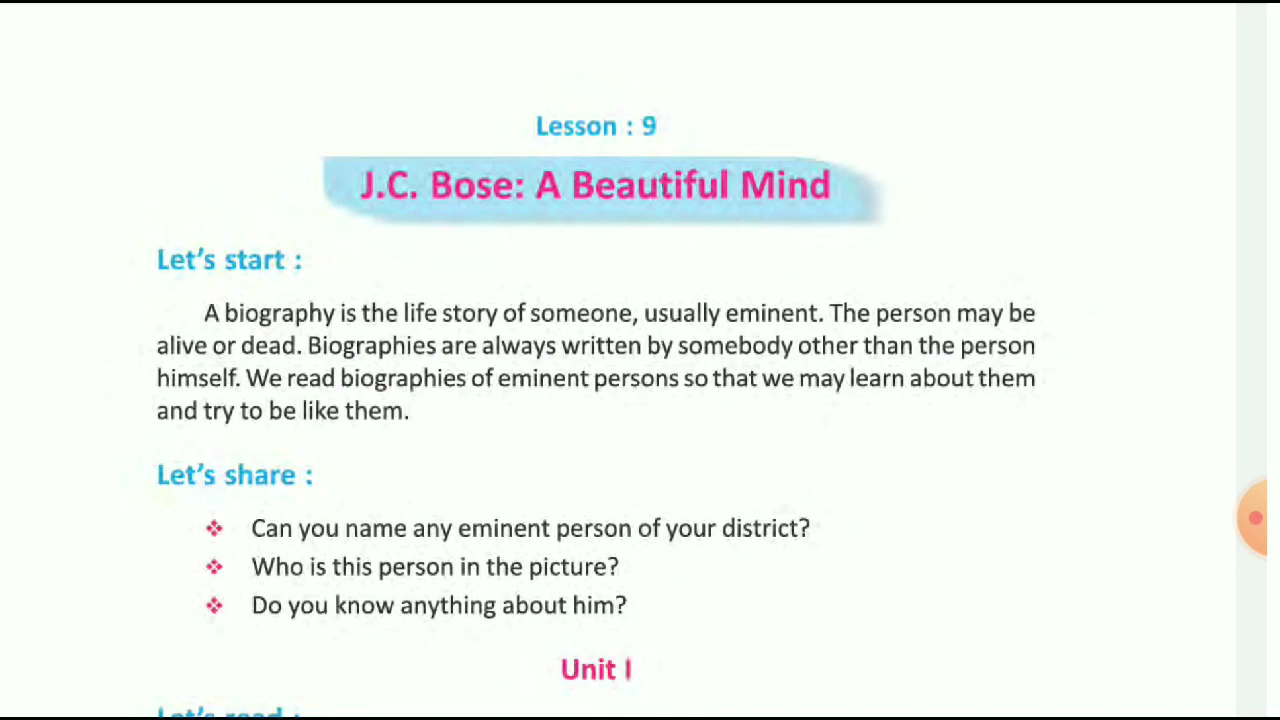 Lesson : 9
J.C. Bose: A Beautiful Mind
Let's start :
A biography is the life story of someone, usually eminent. The person may be
alive or dead. Biographies are always written by somebody other than the person
himself. We read biographies of eminent persons so that we may learn about them
and try to be like them.
Let's share :
❖ Can you name any eminent person of your district?
❖ Who is this person in the picture?
❖ Do you know anything about him?
Unit I
Let's read :